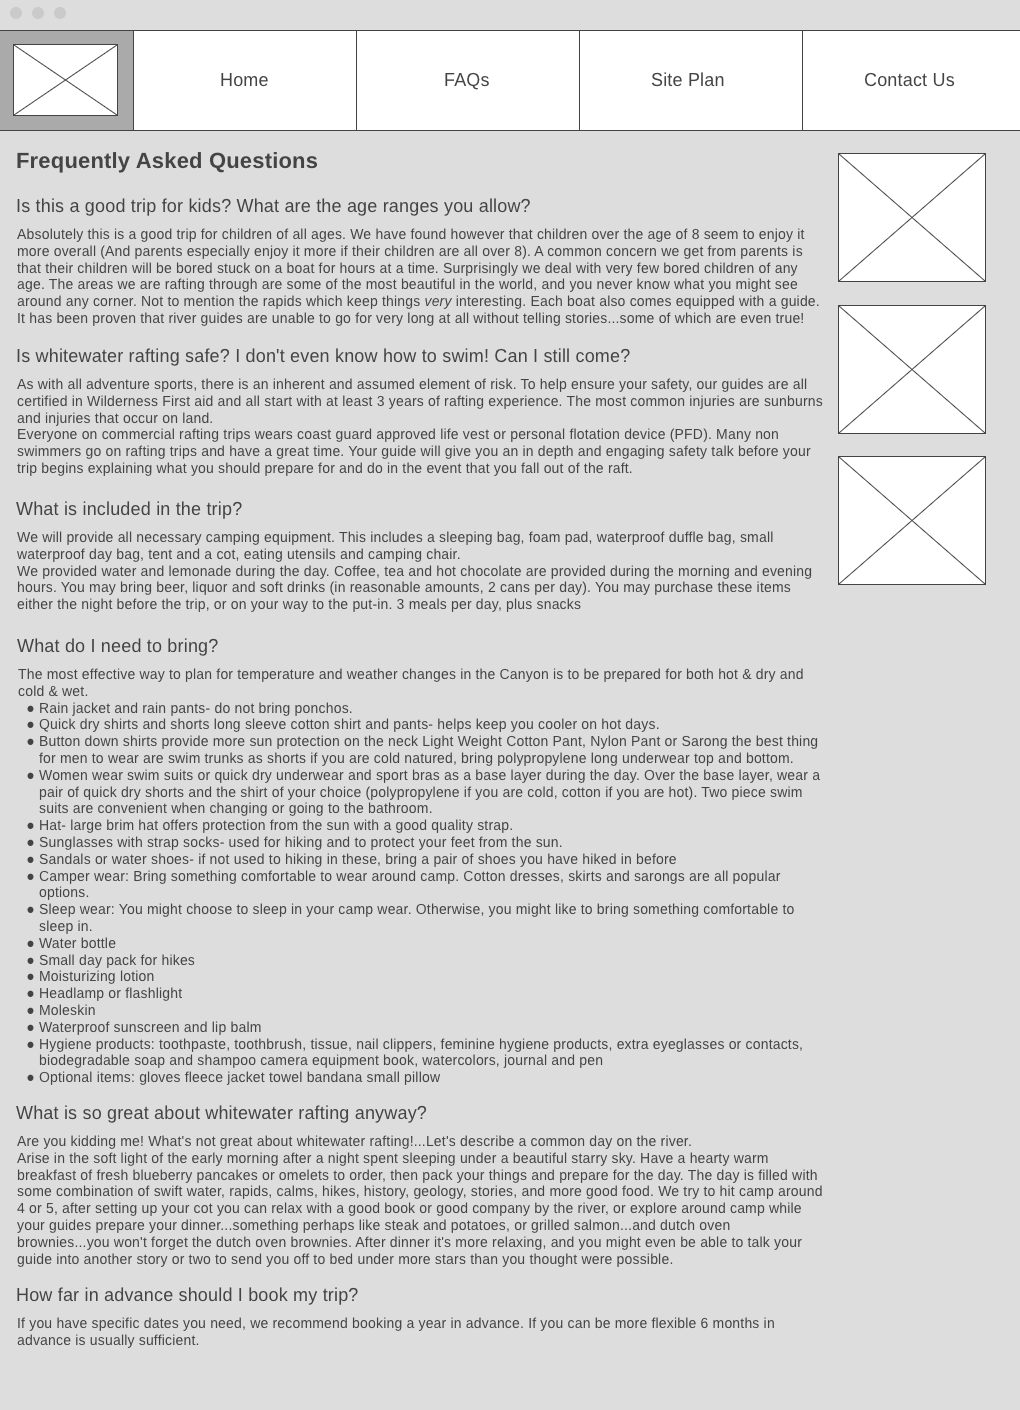 Home
FAQs
Site Plan
Contact Us
Frequently Asked Questions
Is this a good trip for kids? What are the age ranges you allow?
Absolutely this is a good trip for children of all ages. We have found however that children over the age of 8 seem to enjoy it
more overall (And parents especially enjoy it more if their children are all over 8). A common concern we get from parents is
that their children will be bored stuck on a boat for hours at a time. Surprisingly we deal with very few bored children of any
age. The areas we are rafting through are some of the most beautiful in the world, and you never know what you might see
around any corner. Not to mention the rapids which keep things very interesting. Each boat also comes equipped with a guide.
It has been proven that river guides are unable to go for very long at all without telling stories...some of which are even true!
Is whitewater rafting safe? I don't even know how to swim! Can I still come?
As with all adventure sports, there is an inherent and assumed element of risk. To help ensure your safety, our guides are all
certified in Wilderness First aid and all start with at least 3 years of rafting experience. The most common injuries are sunburns
and injuries that occur on land.
Everyone on commercial rafting trips wears coast guard approved life vest or personal flotation device (PFD). Many non
swimmers go on rafting trips and have a great time. Your guide will give you an in depth and engaging safety talk before your
trip begins explaining what you should prepare for and do in the event that you fall out of the raft.
What is included in the trip?
We will provide all necessary camping equipment. This includes a sleeping bag, foam pad, waterproof duffle bag, small
waterproof day bag, tent and a cot, eating utensils and camping chair.
We provided water and lemonade during the day. Coffee, tea and hot chocolate are provided during the morning and evening
hours. You may bring beer, liquor and soft drinks (in reasonable amounts, 2 cans per day). You may purchase these items
either the night before the trip, or on your way to the put-in. 3 meals per day, plus snacks
What do I need to bring?
The most effective way to plan for temperature and weather changes in the Canyon is to be prepared for both hot & dry and
cold & wet.
● Rain jacket and rain pants- do not bring ponchos.
● Quick dry shirts and shorts long sleeve cotton shirt and pants- helps keep you cooler on hot days.
● Button down shirts provide more sun protection on the neck Light Weight Cotton Pant, Nylon Pant or Sarong the best thing
for men to wear are swim trunks as shorts if you are cold natured, bring polypropylene long underwear top and bottom.
● Women wear swim suits or quick dry underwear and sport bras as a base layer during the day. Over the base layer, wear a
pair of quick dry shorts and the shirt of your choice (polypropylene if you are cold, cotton if you are hot). Two piece swim
suits are convenient when changing or going to the bathroom.
● Hat- large brim hat offers protection from the sun with a good quality strap.
● Sunglasses with strap socks- used for hiking and to protect your feet from the sun.
● Sandals or water shoes- if not used to hiking in these, bring a pair of shoes you have hiked in before
● Camper wear: Bring something comfortable to wear around camp. Cotton dresses, skirts and sarongs are all popular
options.
● Sleep wear: You might choose to sleep in your camp wear. Otherwise, you might like to bring something comfortable to
sleep in.
● Water bottle
● Small day pack for hikes
● Moisturizing lotion
● Headlamp or flashlight
● Moleskin
● Waterproof sunscreen and lip balm
● Hygiene products: toothpaste, toothbrush, tissue, nail clippers, feminine hygiene products, extra eyeglasses or contacts,
biodegradable soap and shampoo camera equipment book, watercolors, journal and pen
● Optional items: gloves fleece jacket towel bandana small pillow
What is so great about whitewater rafting anyway?
Are you kidding me! What's not great about whitewater rafting!...Let's describe a common day on the river.
Arise in the soft light of the early morning after a night spent sleeping under a beautiful starry sky. Have a hearty warm
breakfast of fresh blueberry pancakes or omelets to order, then pack your things and prepare for the day. The day is filled with
some combination of swift water, rapids, calms, hikes, history, geology, stories, and more good food. We try to hit camp around
4 or 5, after setting up your cot you can relax with a good book or good company by the river, or explore around camp while
your guides prepare your dinner...something perhaps like steak and potatoes, or grilled salmon...and dutch oven
brownies...you won't forget the dutch oven brownies. After dinner it's more relaxing, and you might even be able to talk your
guide into another story or two to send you off to bed under more stars than you thought were possible.
How far in advance should I book my trip?
If you have specific dates you need, we recommend booking a year in advance. If you can be more flexible 6 months in
advance is usually sufficient.